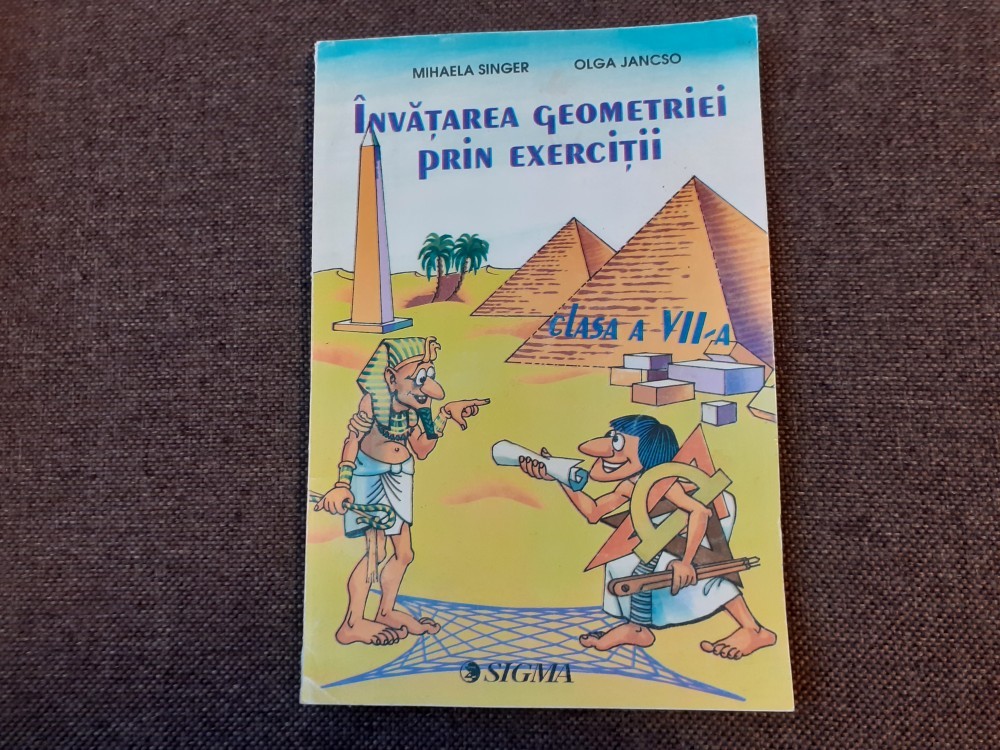 MIHAELA SINGER OLGA JANCSO
ÎNVĂȚAREA GEOMETRIEI
PRIN EXERCIȚII
CLASA A VII-A
SIGMA